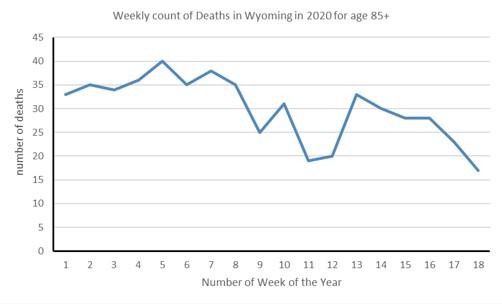 Weekly count of Deaths in Wyoming in 2020 for age 85+
45
40
35
30
25
20
15
10
5
0
number of deaths
1 2 3 4 5 6 7 8 9 10 11 12 13 14 15 16 17 18
Number of Week of the Year